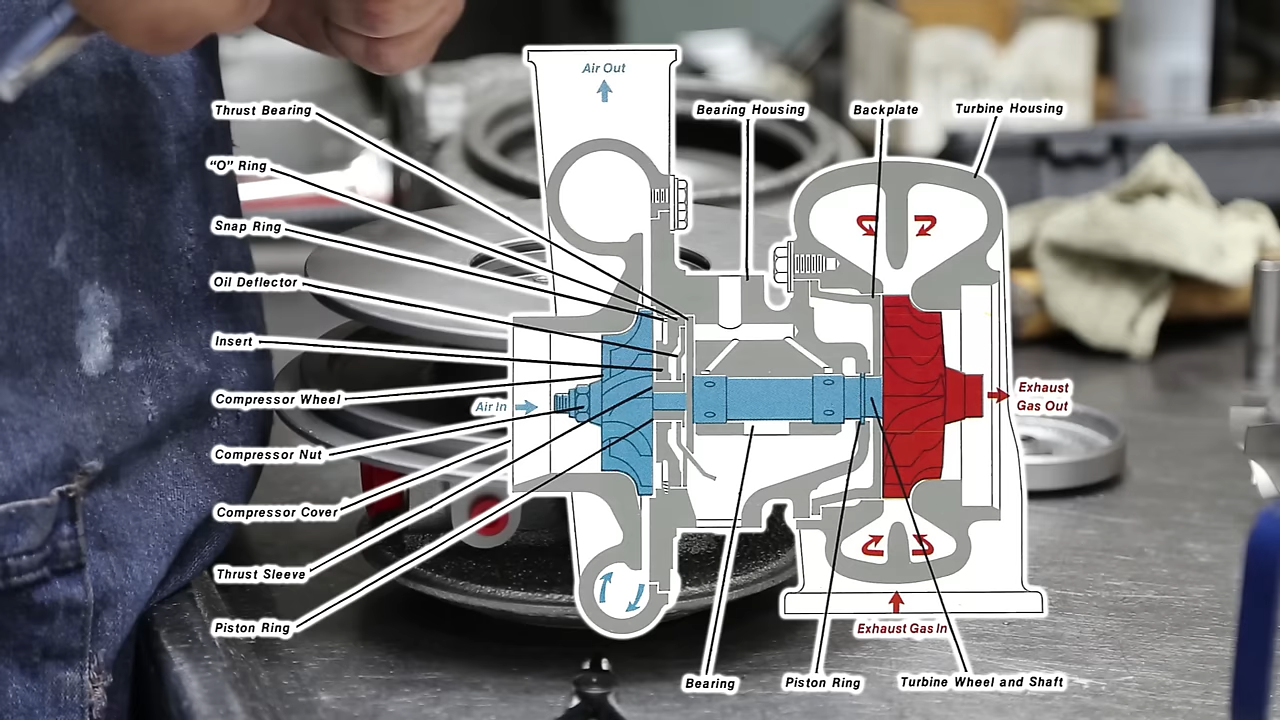 Air Out
Thrust Bearing
Bearing Housing
Backplate
Turbine Housing
"O" Ring
Snap Ring
Oil Deflector
Insert
Compressor Wheel
Air In
Exhaust
Gas Out
Compressor Nut
Compressor Cover
Thrust Sleeve
Piston Ring
Exhaust Gas In
Bearing
Piston Ring
Turbine Wheel and Shaft